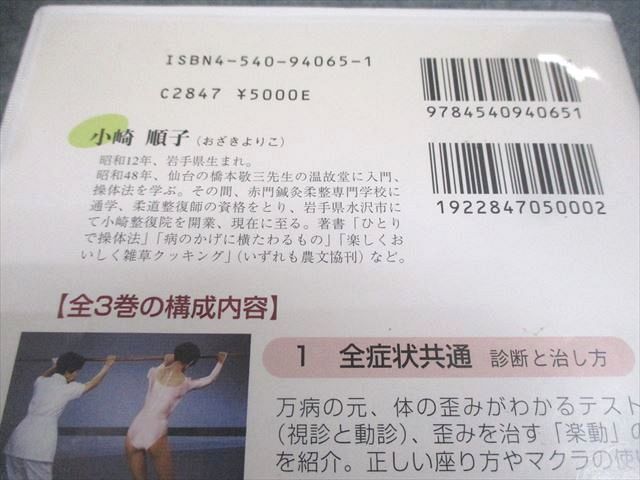 ISBN4-540-94065-1
C2847 ¥5000E
9784540940651
小崎 順子(おざきよりこ)
昭和12年、岩手県生まれ。
昭和48年、仙台の橋本敬三先生の温故堂に入門、
操体法を学ぶ。その間、赤門鍼灸柔整専門学校に
通学、柔道整復師の資格をとり、岩手県水沢市に
て小崎整復院を開業、現在に至る。著書「ひとり
で操体法」「病のかげに横たわるもの」「楽しくお
いしく雑草クッキング」(いずれも農文協刊)など。
1922847050002
【全3巻の構成内容】
1 全症状共通 診断と治し方
万病の元、体の歪みがわかるテスト
(視診と動診)、歪みを治す「楽動」の
を紹介。正しい座り方やマクラの使い